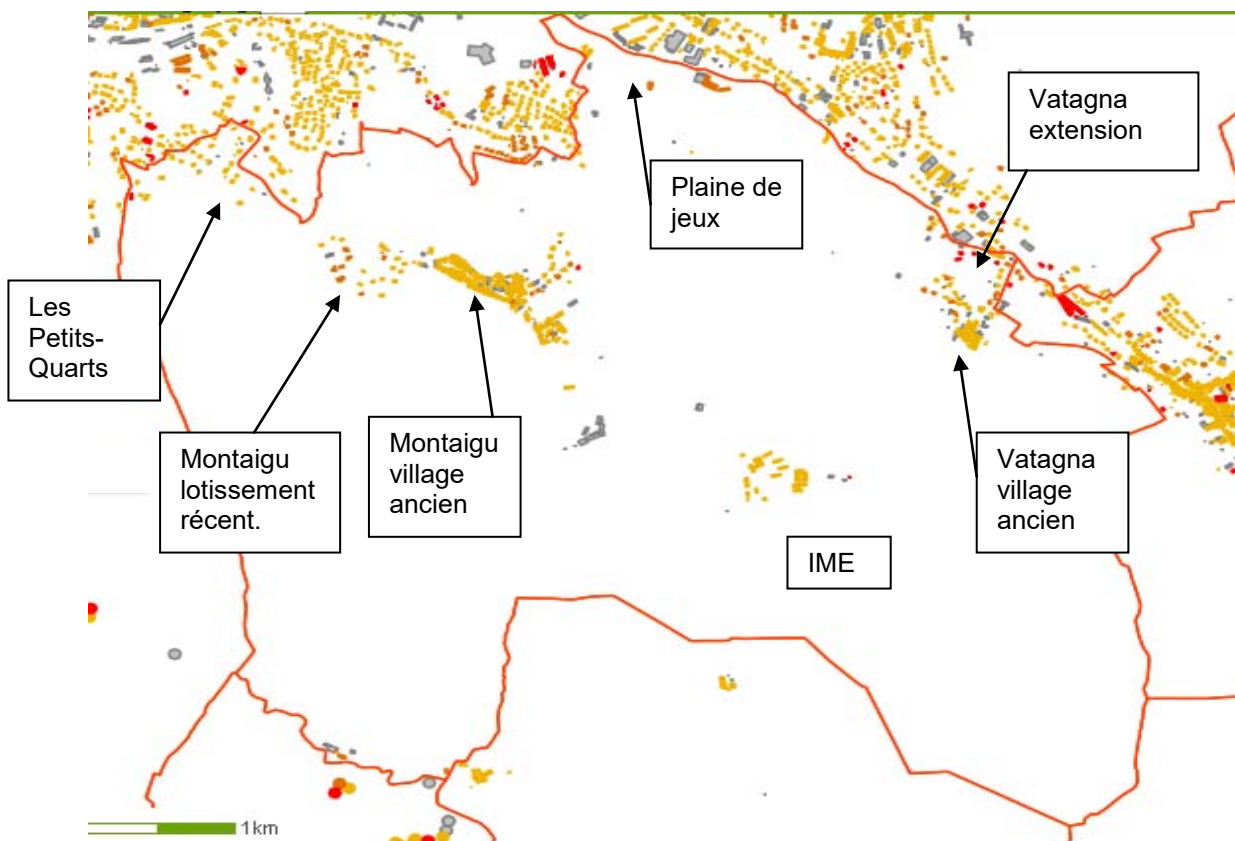 Vatagna
extension
Plaine de
jeux
Les
Petits-
Quarts
Montaigu
lotissement
récent.
Montaigu
village
ancien
Vatagna
village
ancien
IME
1km